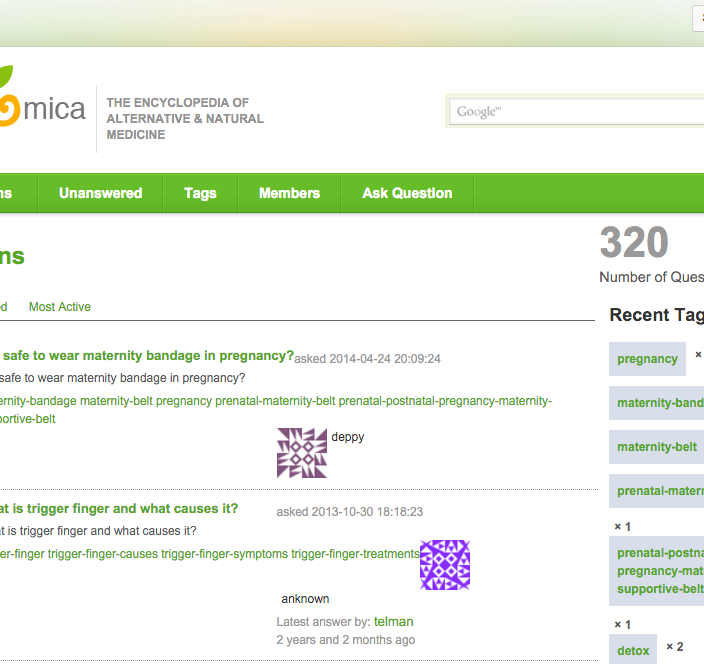 mica
THE ENCYCLOPEDIA OF
ALTERNATIVE & NATURAL
MEDICINE
Google™
ns
Unanswered
Tags
Members
Ask Question
320
ns
Number of Ques
ed
Most Active
Recent Tag
safe to wear maternity bandage in pregnancy?
asked 2014-04-24 20:09:24
safe to wear maternity bandage in pregnancy?
ernity-bandage maternity-belt pregnancy prenatal-maternity-belt prenatal-postnatal-pregnancy-maternity-
portive-belt
deppy
at is trigger finger and what causes it?
asked 2013-10-30 18:18:23
at is trigger finger and what causes it?
er-finger trigger-finger-causes trigger-finger-symptoms trigger-finger-treatments
anknown
Latest answer by: telman
2 years and 2 months ago
pregnancy ×
maternity-band
maternity-belt
prenatal-matern
× 1
prenatal-postna
pregnancy-mat
supportive-belt
× 1
detox × 2